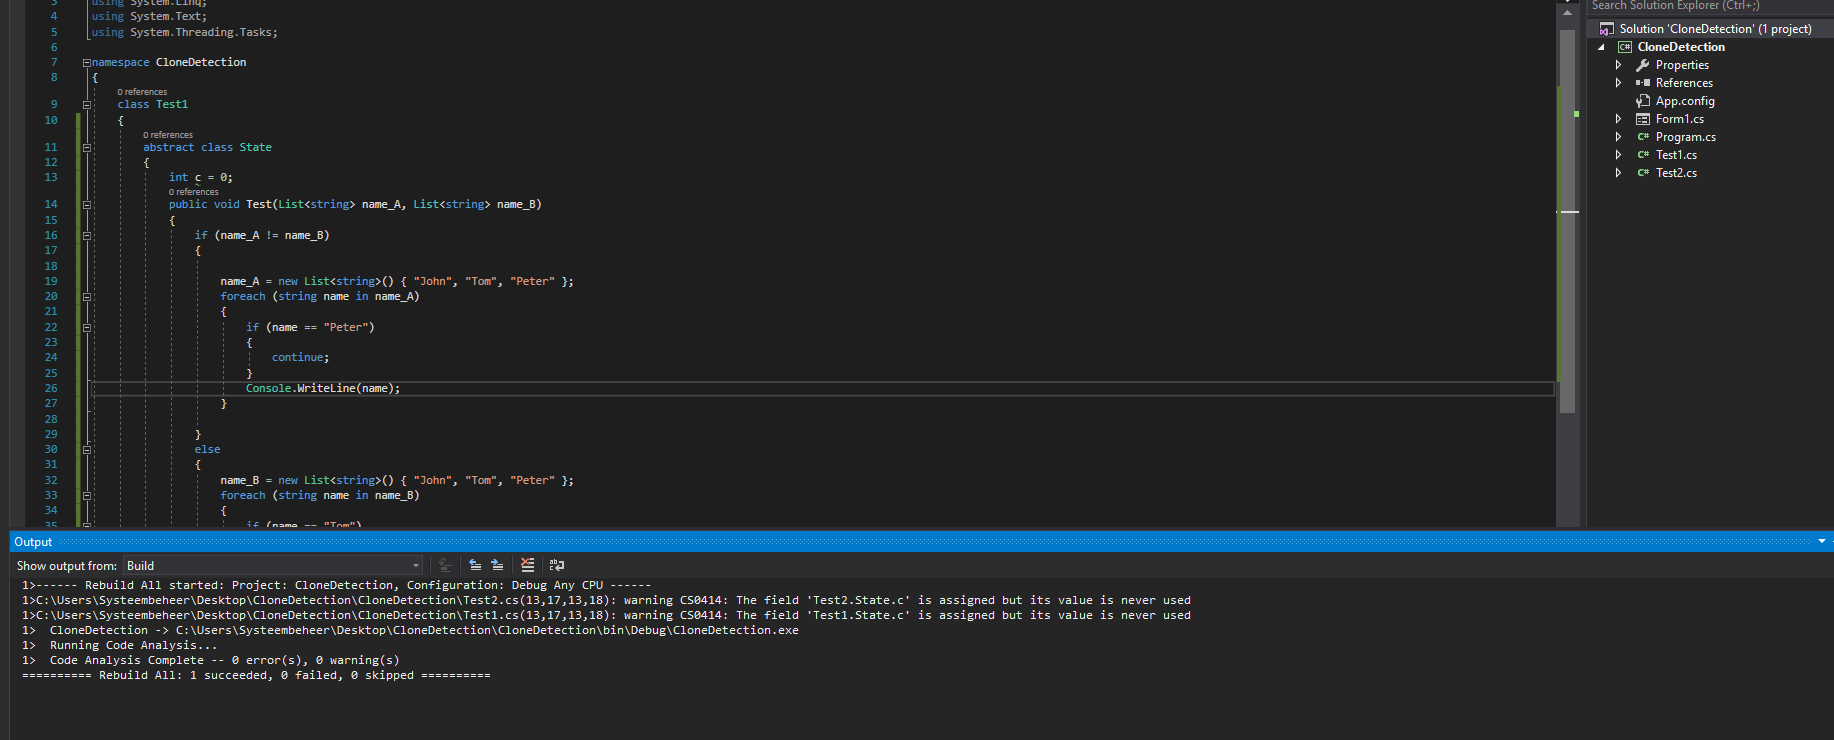 3 using System.Linq;
4 using System.Text;
5 using System.Threading.Tasks;
6
7 namespace CloneDetection
8 {
0 references
9 class Test1
10 {
0 references
11 abstract class State
12 {
13 int c = 0;
0 references
14 public void Test(List<string> name_A, List<string> name_B)
15 {
16 if (name_A != name_B)
17 {
18
19 name_A = new List<string>() { "John", "Tom", "Peter" };
20 foreach (string name in name_A)
21 {
22 if (name == "Peter")
23 {
24 continue;
25 }
26 Console.WriteLine(name);
27 }
28
29 }
30 else
31 {
32 name_B = new List<string>() { "John", "Tom", "Peter" };
33 foreach (string name in name_B)
34 {
35 if (name == "Tom")
Search Solution Explorer (Ctrl+;)
Solution 'CloneDetection' (1 project)
C# CloneDetection
Properties
References
App.config
Form1.cs
C# Program.cs
C# Test1.cs
C# Test2.cs
Output
Show output from: Build
1>------ Rebuild All started: Project: CloneDetection, Configuration: Debug Any CPU ------
1>C:\Users\Systeembeheer\Desktop\CloneDetection\CloneDetection\Test2.cs(13,17,13,18): warning CS0414: The field 'Test2.State.c' is assigned but its value is never used
1>C:\Users\Systeembeheer\Desktop\CloneDetection\CloneDetection\Test1.cs(13,17,13,18): warning CS0414: The field 'Test1.State.c' is assigned but its value is never used
1> CloneDetection -> C:\Users\Systeembeheer\Desktop\CloneDetection\CloneDetection\bin\Debug\CloneDetection.exe
1> Running Code Analysis...
1> Code Analysis Complete -- 0 error(s), 0 warning(s)
========== Rebuild All: 1 succeeded, 0 failed, 0 skipped ==========